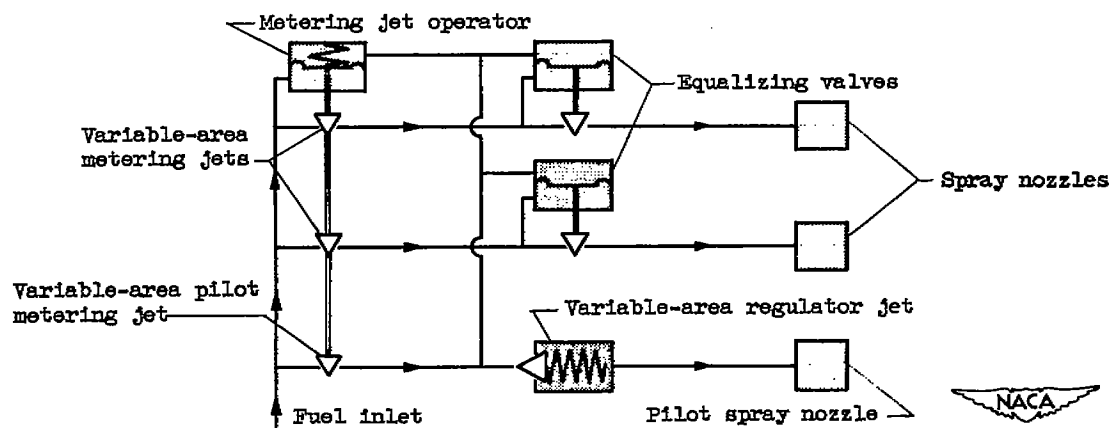 Metering jet operator
Equalizing valves
Variable-area
metering jets
Spray nozzles
Variable-area pilot
metering jet
Variable-area regulator jet
Fuel inlet
Pilot spray nozzle
NACA